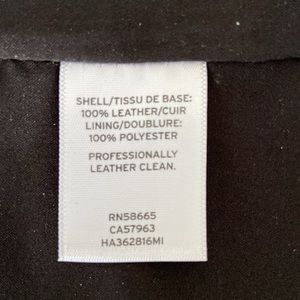 SHELL/TISSU DE BASE:
100% LEATHER/CUIR
LINING/DOUBLURE:
100% POLYESTER
PROFESSIONALLY
LEATHER CLEAN.
RN58665
CA57963
HA362816MI